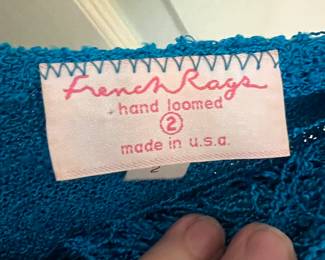 French Rags
hand loomed
2
made in u.s.a.
2